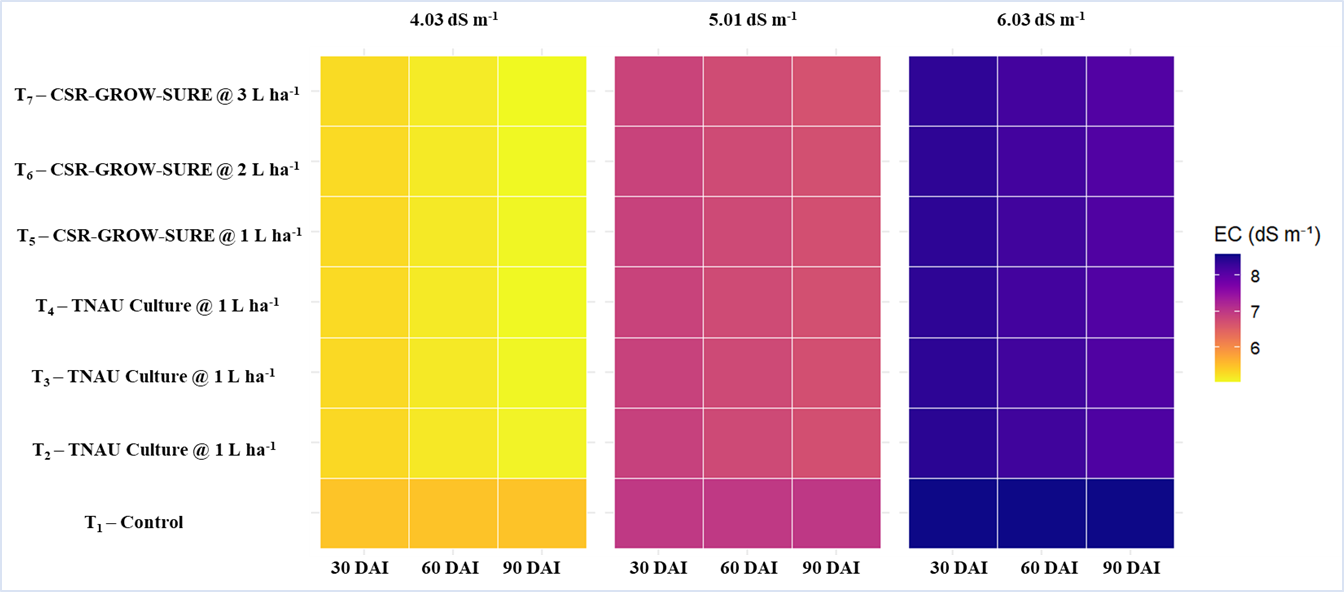 4.03 dS m⁻¹ 5.01 dS m⁻¹ 6.03 dS m⁻¹
T₇ – CSR-GROW-SURE @ 3 L ha⁻¹
T₆ – CSR-GROW-SURE @ 2 L ha⁻¹
T₅ – CSR-GROW-SURE @ 1 L ha⁻¹
T₄ – TNAU Culture @ 1 L ha⁻¹
T₃ – TNAU Culture @ 1 L ha⁻¹
T₂ – TNAU Culture @ 1 L ha⁻¹
T₁ – Control
30 DAI 60 DAI 90 DAI 30 DAI 60 DAI 90 DAI 30 DAI 60 DAI 90 DAI
EC (dS m⁻¹)
8
7
6